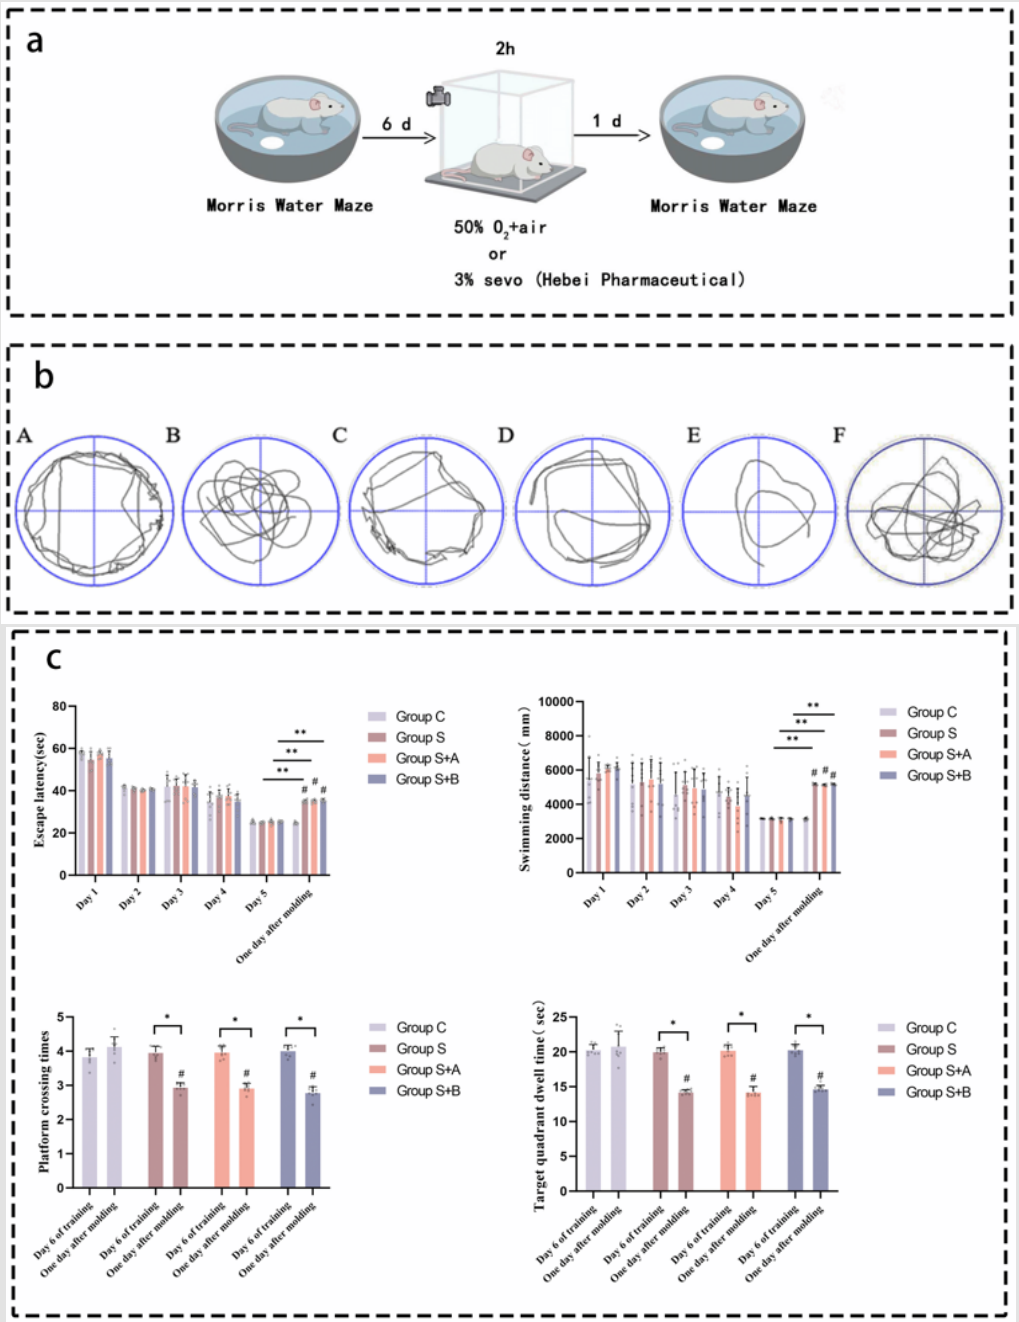 a
2h
6 d
1 d
Morris Water Maze
Morris Water Maze
50% O2+air
or
3% sevo (Hebei Pharmaceutical)
b
A B C D E F
c
Escape latency(sec)
80
60
40
20
0
Day 1
Day 2
Day 3
Day 4
Day 5
One day after molding
**
**
**
# # #
Group C
Group S
Group S+A
Group S+B
Swimming distance( mm)
10000
8000
6000
4000
2000
0
Day 1
Day 2
Day 3
Day 4
Day 5
One day after molding
**
**
**
# # #
Group C
Group S
Group S+A
Group S+B
Platform crossing times
5
4
3
2
1
0
* * *
# # #
Day 6 of training
One day after molding
Day 6 of training
One day after molding
Day 6 of training
One day after molding
Day 6 of training
One day after molding
Group C
Group S
Group S+A
Group S+B
Target quadrant dwell time( sec)
25
20
15
10
5
0
* * *
# # #
Day 6 of training
One day after molding
Day 6 of training
One day after molding
Day 6 of training
One day after molding
Day 6 of training
One day after molding
Group C
Group S
Group S+A
Group S+B